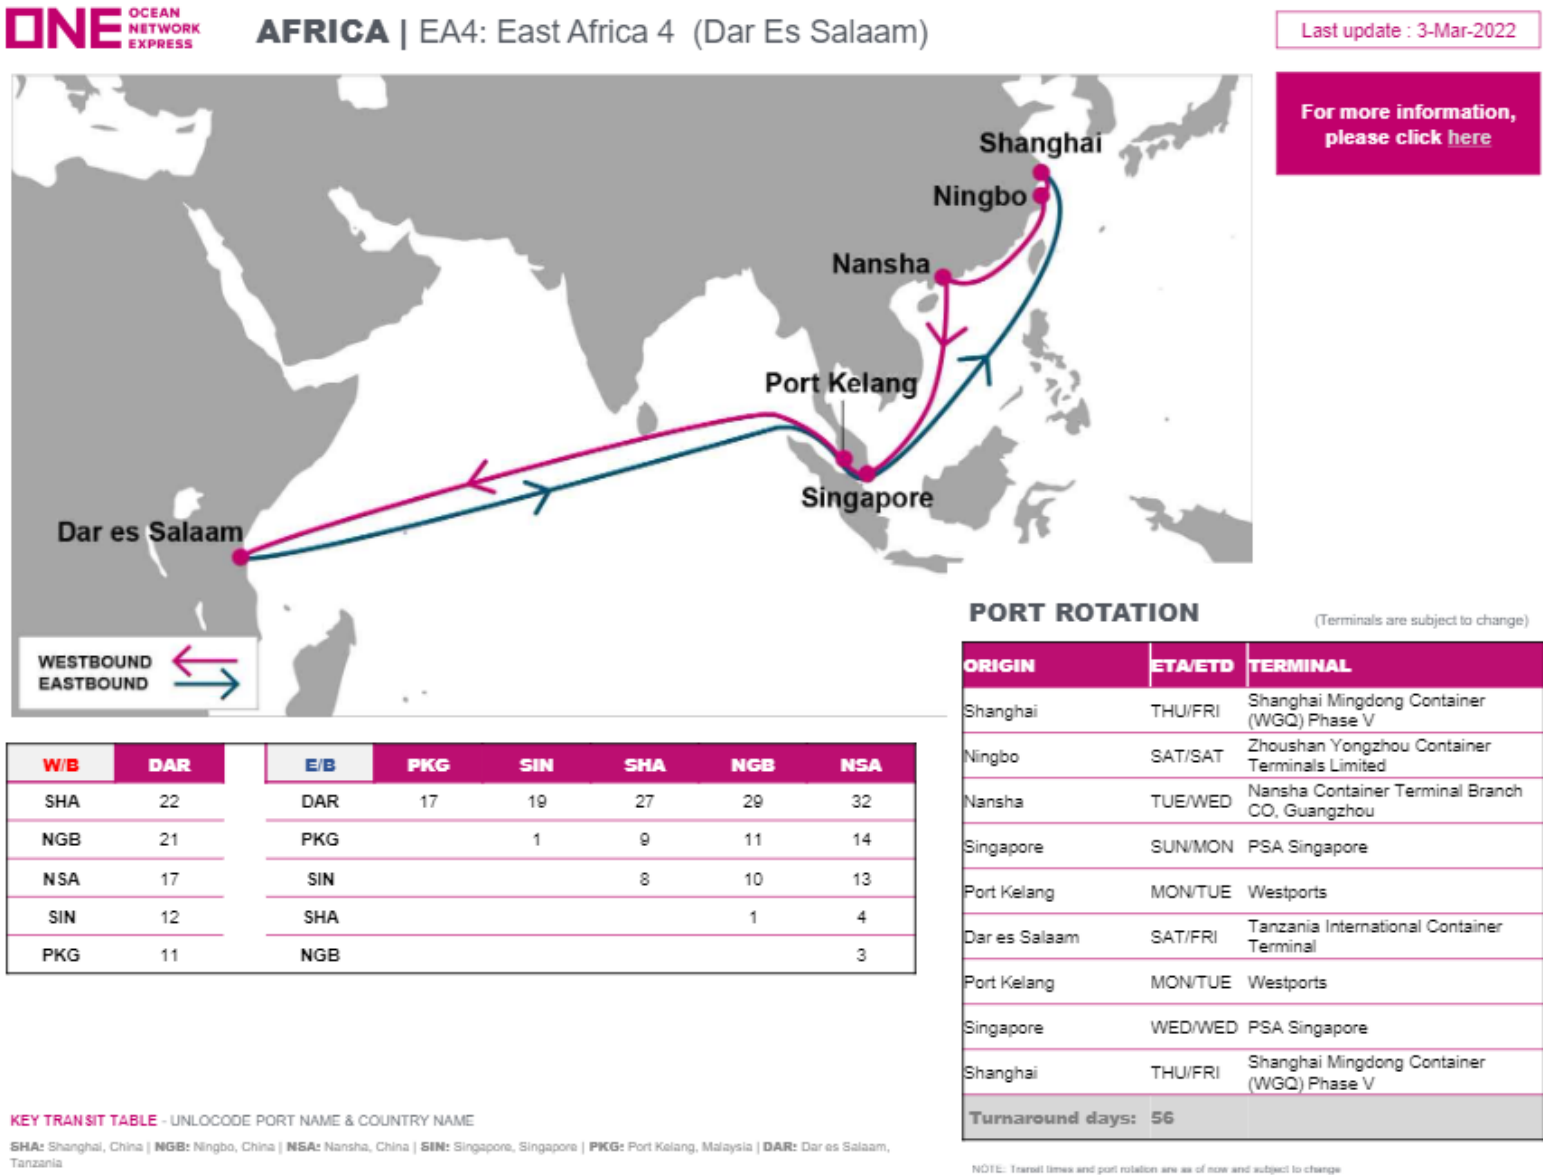 ONE OCEAN
NETWORK
EXPRESS
AFRICA | EA4: East Africa 4 (Dar Es Salaam)
Last update : 3-Mar-2022
For more information,
please click here
Shanghai
Ningbo
Nansha
Port Kelang
Singapore
Dar es Salaam
WESTBOUND
EASTBOUND
W/B DAR
SHA 22
NGB 21
NSA 17
SIN 12
PKG 11
E/B PKG SIN SHA NGB NSA
DAR 17 19 27 29 32
PKG 1 9 11 14
SIN 8 10 13
SHA 1 4
NGB 3
PORT ROTATION (Terminals are subject to change)
ORIGIN ETA/ETD TERMINAL
Shanghai THU/FRI Shanghai Mingdong Container
(WGQ) Phase V
Ningbo SAT/SAT Zhoushan Yongzhou Container
Terminals Limited
Nansha TUE/WED Nansha Container Terminal Branch
CO, Guangzhou
Singapore SUN/MON PSA Singapore
Port Kelang MON/TUE Westports
Dar es Salaam SAT/FRI Tanzania International Container
Terminal
Port Kelang MON/TUE Westports
Singapore WED/WED PSA Singapore
Shanghai THU/FRI Shanghai Mingdong Container
(WGQ) Phase V
Turnaround days: 56
KEY TRANSIT TABLE - UNLOCODE PORT NAME & COUNTRY NAME
SHA: Shanghai, China | NGB: Ningbo, China | NSA: Nansha, China | SIN: Singapore, Singapore | PKG: Port Kelang, Malaysia | DAR: Dar es Salaam,
Tanzania
NOTE: Transit times and port rotation are as of now and subject to change